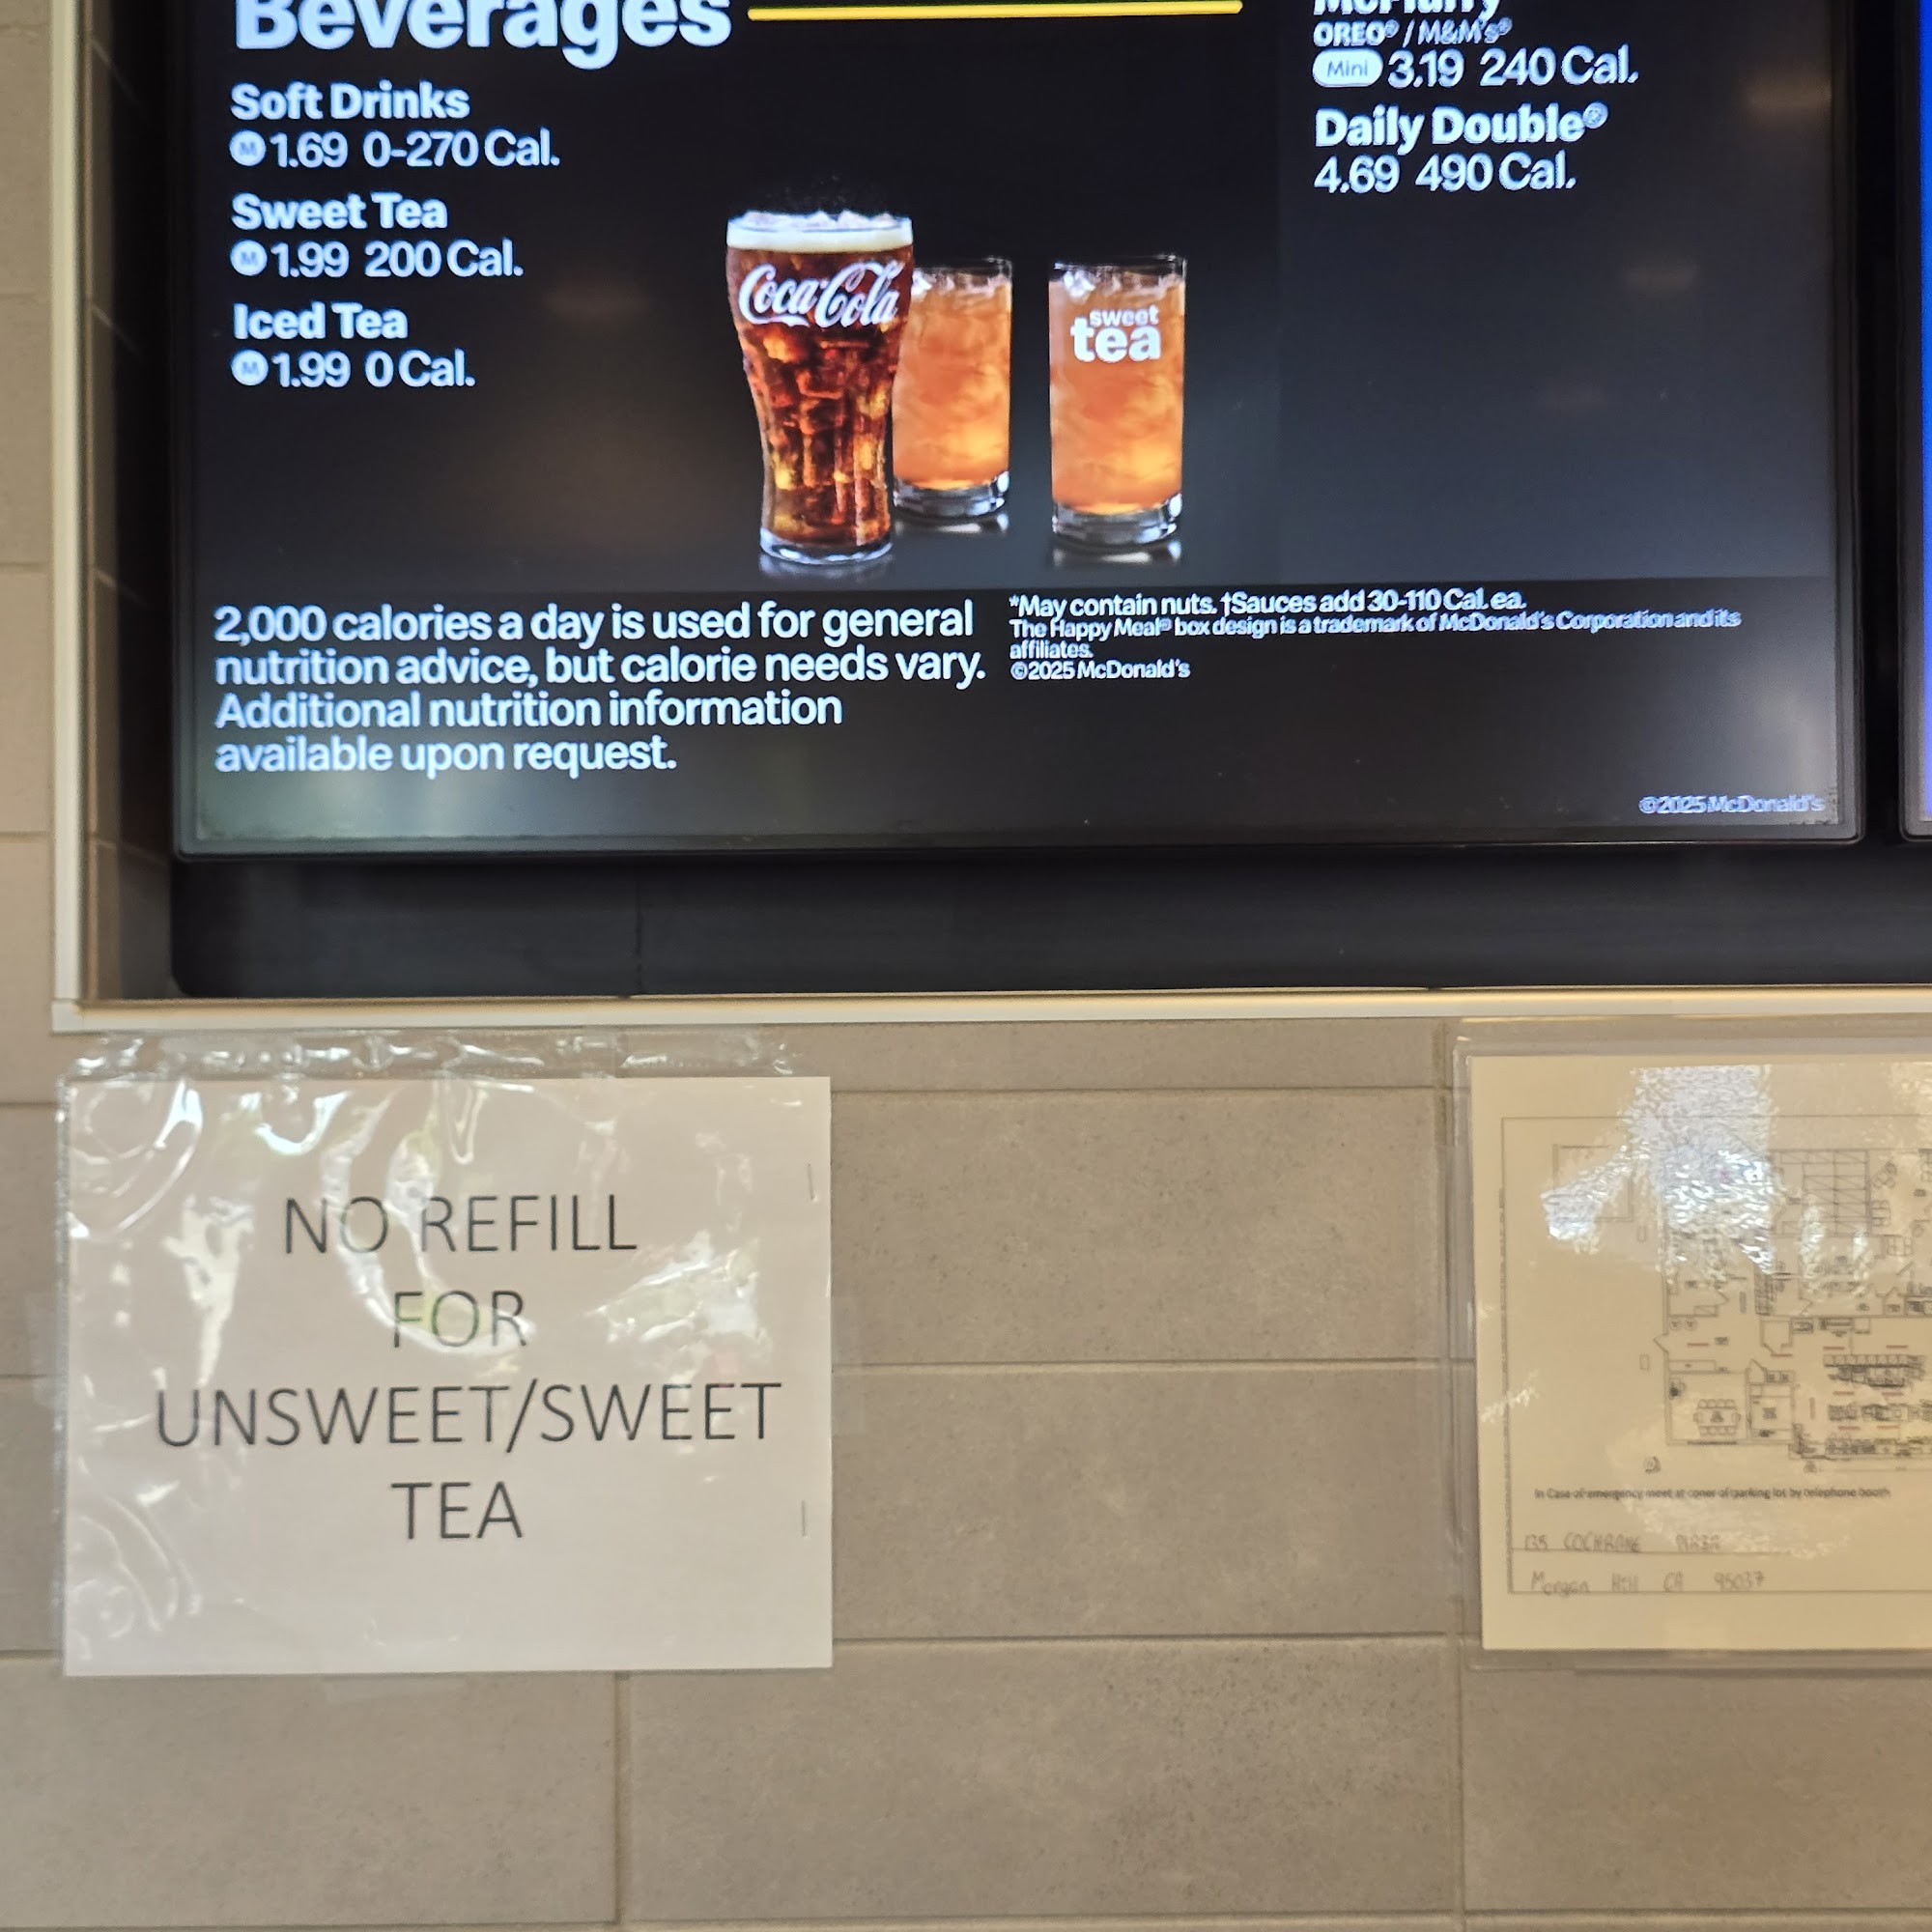 Beverages
Soft Drinks
M 1.69 0-270 Cal.
Sweet Tea
M 1.99 200 Cal.
Iced Tea
M 1.99 0 Cal.
McFlurry
OREO® / M&M's®
Mini 3.19 240 Cal.
Daily Double®
4.69 490 Cal.
Coca-Cola
sweet
tea
2,000 calories a day is used for general
nutrition advice, but calorie needs vary.
Additional nutrition information
available upon request.
*May contain nuts. †Sauces add 30-110 Cal. ea.
The Happy Meal® box design is a trademark of McDonald's Corporation and its
affiliates.
©2025 McDonald's
©2025 McDonald's
NO REFILL
FOR
UNSWEET/SWEET
TEA
In Case of emergency meet at coner of parking lot by telephone booth
135 COCHRANE
Morgan Hill CA 95037